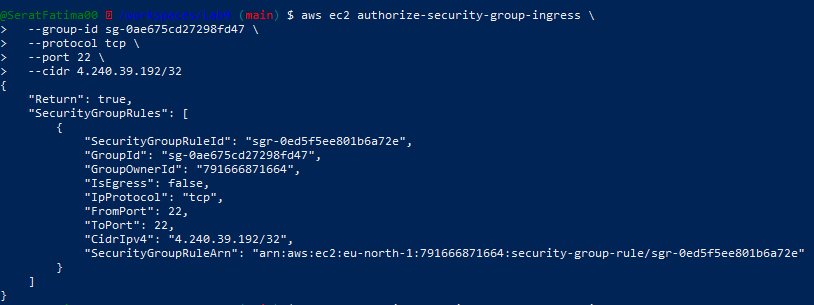 @SeratFatima00 (main) $ aws ec2 authorize-security-group-ingress \
>   --group-id sg-0ae675cd27298fd47 \
>   --protocol tcp \
>   --port 22 \
>   --cidr 4.240.39.192/32
{
    "Return": true,
    "SecurityGroupRules": [
        {
            "SecurityGroupRuleId": "sgr-0ed5f5ee801b6a72e",
            "GroupId": "sg-0ae675cd27298fd47",
            "GroupOwnerId": "791666871664",
            "IsEgress": false,
            "IpProtocol": "tcp",
            "FromPort": 22,
            "ToPort": 22,
            "CidrIpv4": "4.240.39.192/32",
            "SecurityGroupRuleArn": "arn:aws:ec2:eu-north-1:791666871664:security-group-rule/sgr-0ed5f5ee801b6a72e"
        }
    ]
}